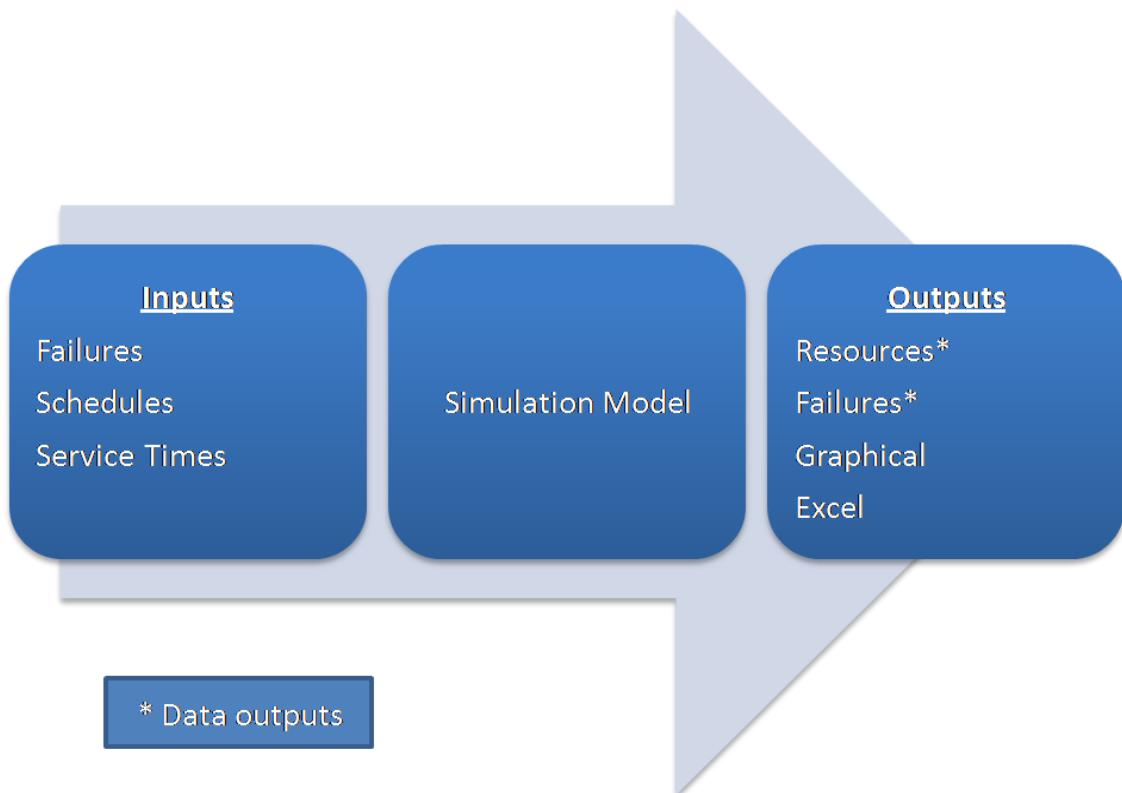 Inputs
Failures
Schedules
Service Times
Simulation Model
Outputs
Resources*
Failures*
Graphical
Excel
* Data outputs